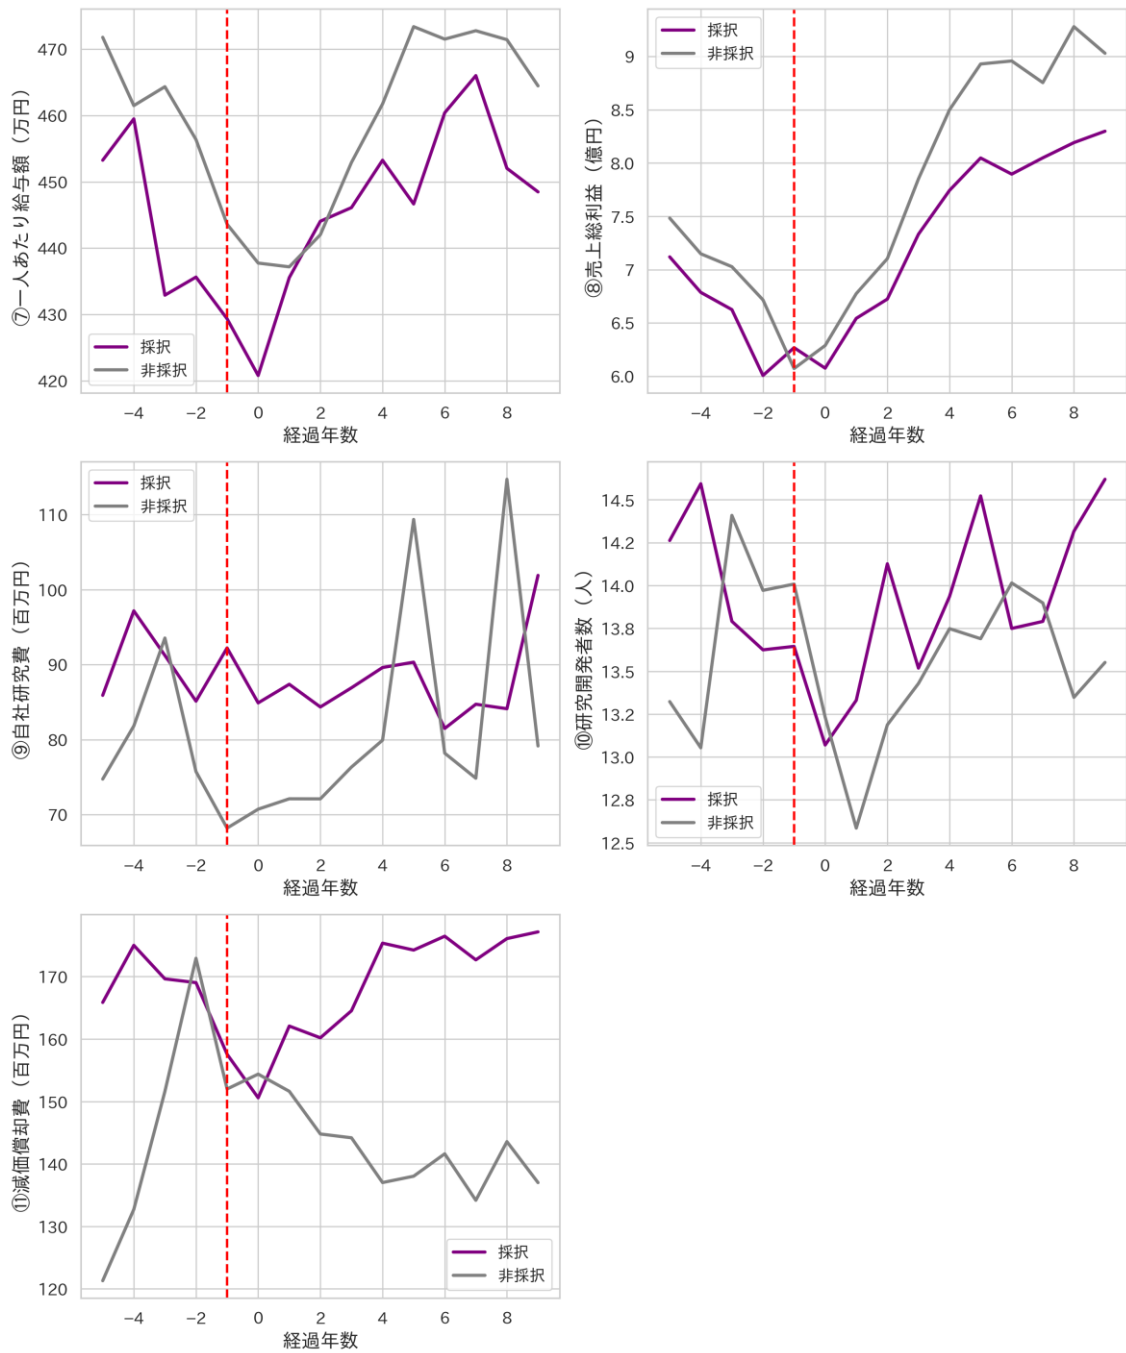 ⑦一人あたり給与額（万円）
470
460
450
440
430
420
採択
非採択
−4 −2 0 2 4 6 8
経過年数
⑧売上総利益（億円）
9
8.5
8.0
7.5
7
6.5
6.0
採択
非採択
−4 −2 0 2 4 6 8
経過年数
⑨自社研究費（百万円）
110
100
90
80
70
採択
非採択
−4 −2 0 2 4 6 8
経過年数
⑩研究開発者数（人）
14.5
14.2
14.0
13.8
13.5
13.2
13.0
12.8
12.5
採択
非採択
−4 −2 0 2 4 6 8
経過年数
⑪減価償却費（百万円）
170
160
150
140
130
120
採択
非採択
−4 −2 0 2 4 6 8
経過年数